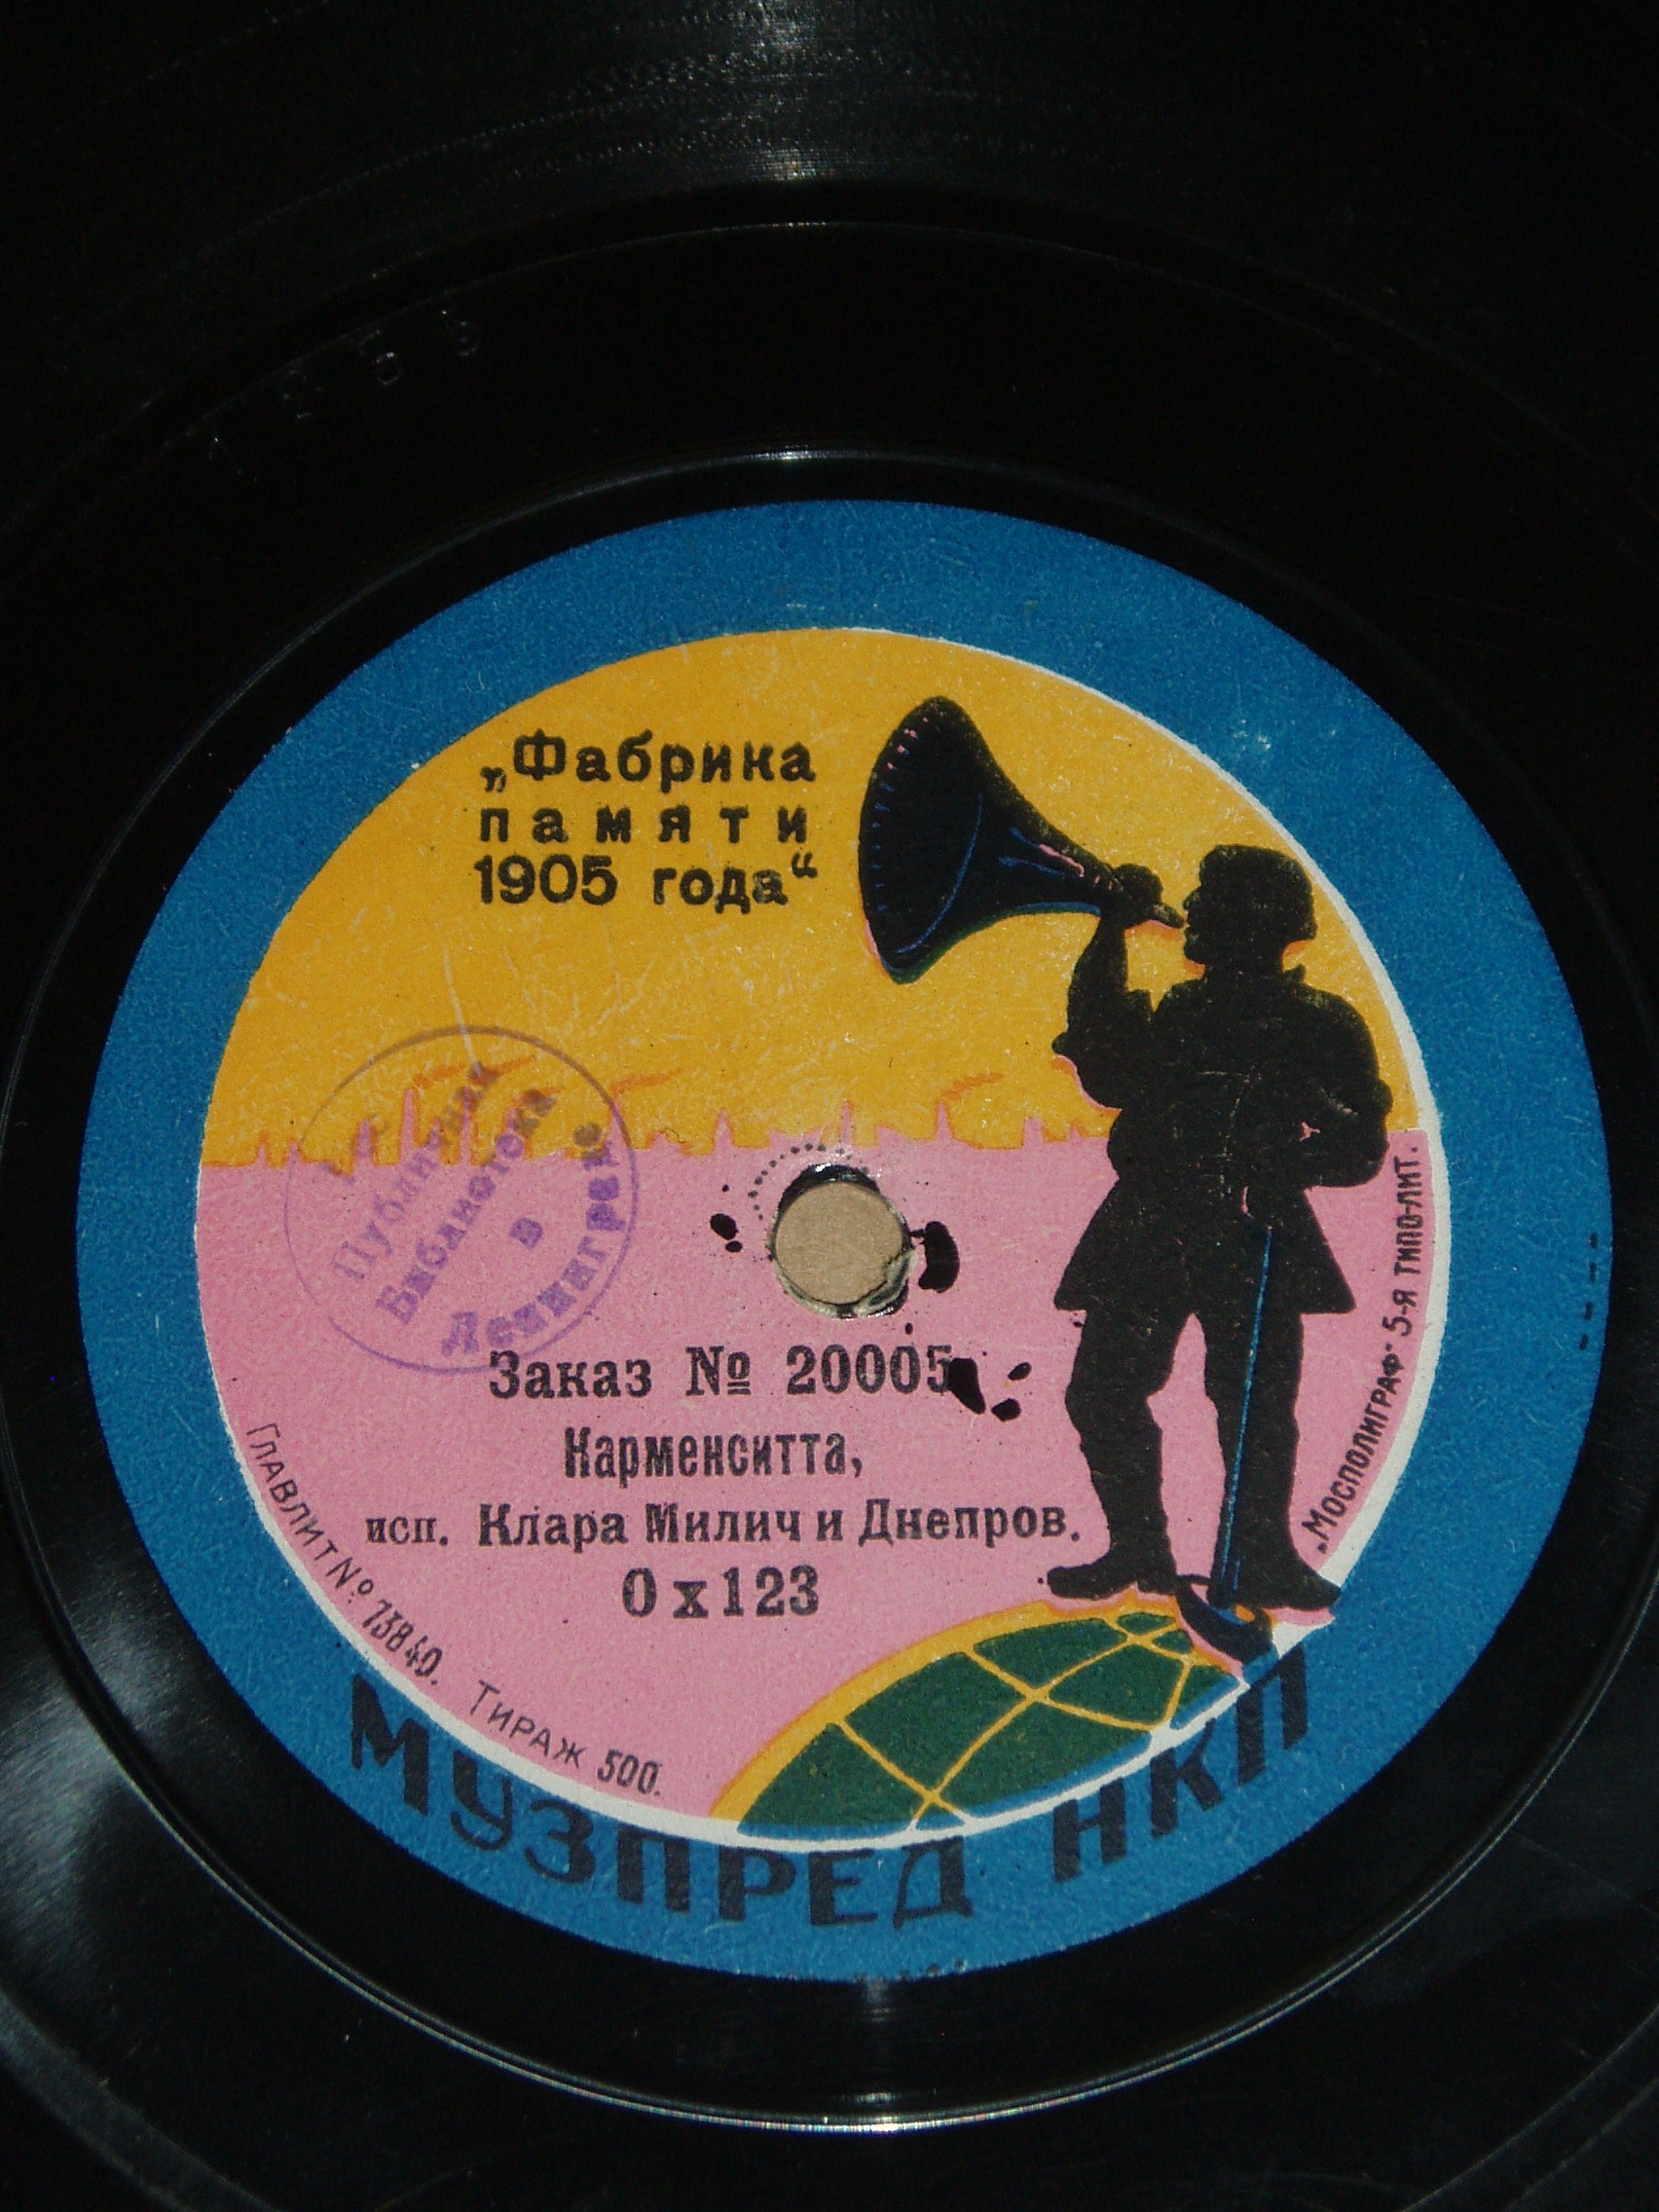 „Фабрика
памяти
1905 года“
Публичная
Библиотека
в
Ленинграде
Заказ № 20005
Карменситта,
исп. Клара Милич и Днепров.
О х 123
Главлит № 73840. Тираж 500.
„Мосполиграф“ 5-я типо-лит.
МУЗПРЕД НКП